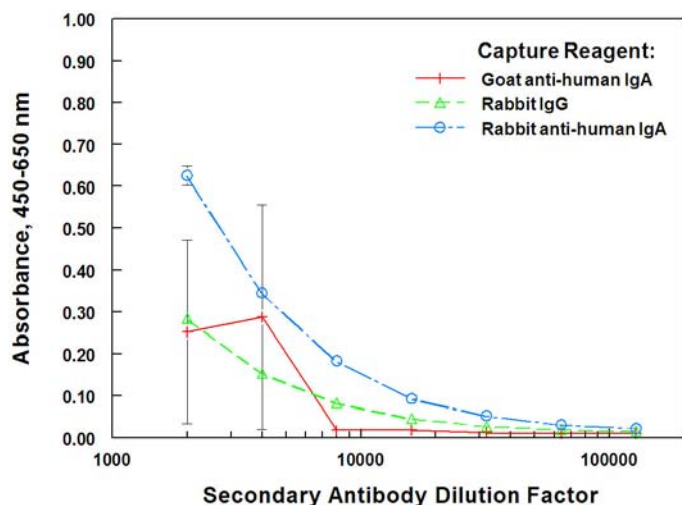 1.00
0.90
0.80
0.70
0.60
0.50
0.40
0.30
0.20
0.10
0.00
Absorbance, 450-650 nm
Capture Reagent:
Goat anti-human IgA
Rabbit IgG
Rabbit anti-human IgA
1000 10000 100000
Secondary Antibody Dilution Factor